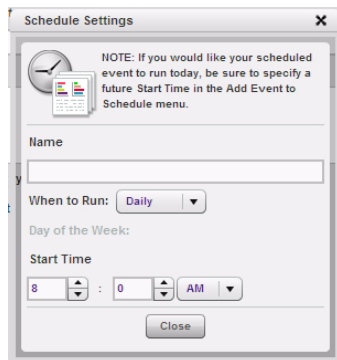 Schedule Settings
NOTE: If you would like your scheduled
event to run today, be sure to specify a
future Start Time in the Add Event to
Schedule menu.
Name
When to Run: Daily
Day of the Week:
Start Time
8 : 0 AM
Close